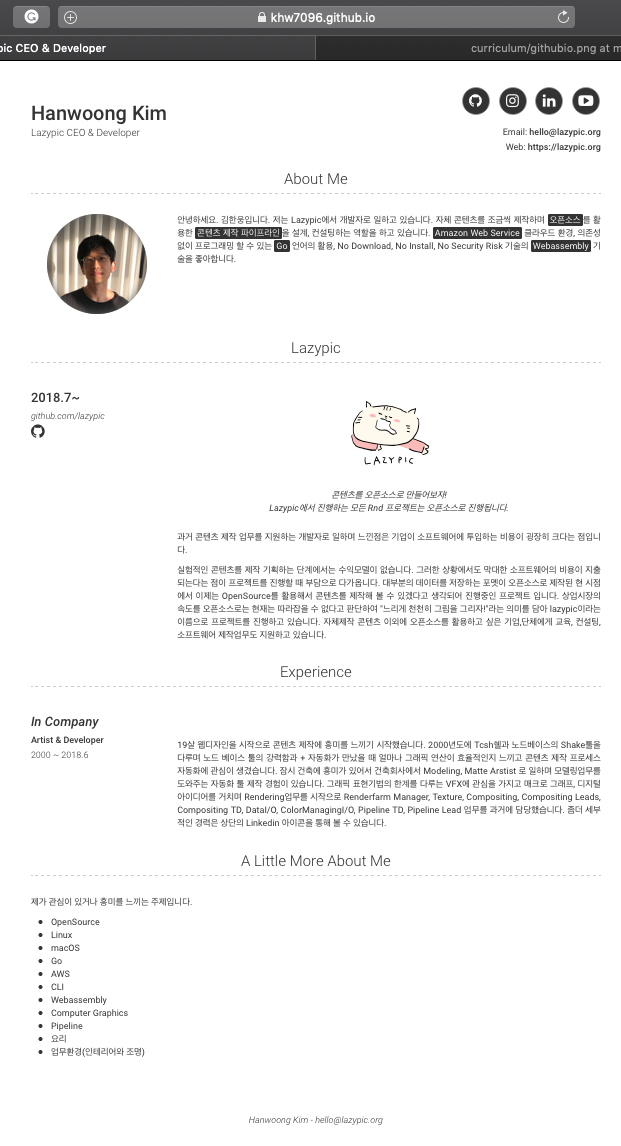 khw7096.github.io
pic CEO & Developer
curriculum/githubio.png at m
Hanwoong Kim
Lazypic CEO & Developer
Email: hello@lazypic.org
Web: https://lazypic.org
About Me
안녕하세요. 김한웅입니다. 저는 Lazypic에서 개발자로 일하고 있습니다. 자체 콘텐츠를 조금씩 제작하며 오픈소스를 활
용한 콘텐츠 제작 파이프라인을 설계, 컨설팅하는 역할을 하고 있습니다. Amazon Web Service 클라우드 환경, 의존성
없이 프로그래밍 할 수 있는 Go 언어의 활용, No Download, No Install, No Security Risk 기술의 Webassembly 기
술을 좋아합니다.
Lazypic
2018.7~
github.com/lazypic
LAZYPIC
콘텐츠를 오픈소스로 만들어보자!
Lazypic에서 진행하는 모든 Rnd 프로젝트는 오픈소스로 진행됩니다.
과거 콘텐츠 제작 업무를 지원하는 개발자로 일하며 느낀점은 기업이 소프트웨어에 투입하는 비용이 굉장히 크다는 점입니
다.
실험적인 콘텐츠를 제작 기획하는 단계에서는 수익모델이 없습니다. 그러한 상황에서도 막대한 소프트웨어의 비용이 지출
되는다는 점이 프로젝트를 진행할 때 부담으로 다가옵니다. 대부분의 데이터를 저장하는 포멧이 오픈소스로 제작된 현 시점
에서 이제는 OpenSource를 활용해서 콘텐츠를 제작해 볼 수 있겠다고 생각되어 진행중인 프로젝트 입니다. 상업시장의
속도를 오픈소스로는 현재는 따라잡을 수 없다고 판단하여 "느리게 천천히 그림을 그리자!"라는 의미를 담아 lazypic이라는
이름으로 프로젝트를 진행하고 있습니다. 자체제작 콘텐츠 이외에 오픈소스를 활용하고 싶은 기업,단체에게 교육, 컨설팅,
소프트웨어 제작업무도 지원하고 있습니다.
Experience
In Company
Artist & Developer
2000 ~ 2018.6
19살 웹디자인을 시작으로 콘텐츠 제작에 흥미를 느끼기 시작했습니다. 2000년도에 Tcsh쉘과 노드베이스의 Shake툴을
다루며 노드 베이스 툴의 강력함과 + 자동화가 만났을 때 얼마나 그래픽 연산이 효율적인지 느끼고 콘텐츠 제작 프로세스
자동화에 관심이 생겼습니다. 잠시 건축에 흥미가 있어서 건축회사에서 Modeling, Matte Arstist 로 일하며 모델링업무를
도와주는 자동화 툴 제작 경험이 있습니다. 그래픽 표현기법의 한계를 다루는 VFX에 관심을 가지고 매크로 그래프, 디지털
아이디어를 거치며 Rendering업무를 시작으로 Renderfarm Manager, Texture, Compositing, Compositing Leads,
Compositing TD, DataI/O, ColorManagingI/O, Pipeline TD, Pipeline Lead 업무를 과거에 담당했습니다. 좀더 세부
적인 경력은 상단의 Linkedin 아이콘을 통해 볼 수 있습니다.
A Little More About Me
제가 관심이 있거나 흥미를 느끼는 주제입니다.
● OpenSource
● Linux
● macOS
● Go
● AWS
● CLI
● Webassembly
● Computer Graphics
● Pipeline
● 요리
● 업무환경(인테리어와 조명)
Hanwoong Kim - hello@lazypic.org